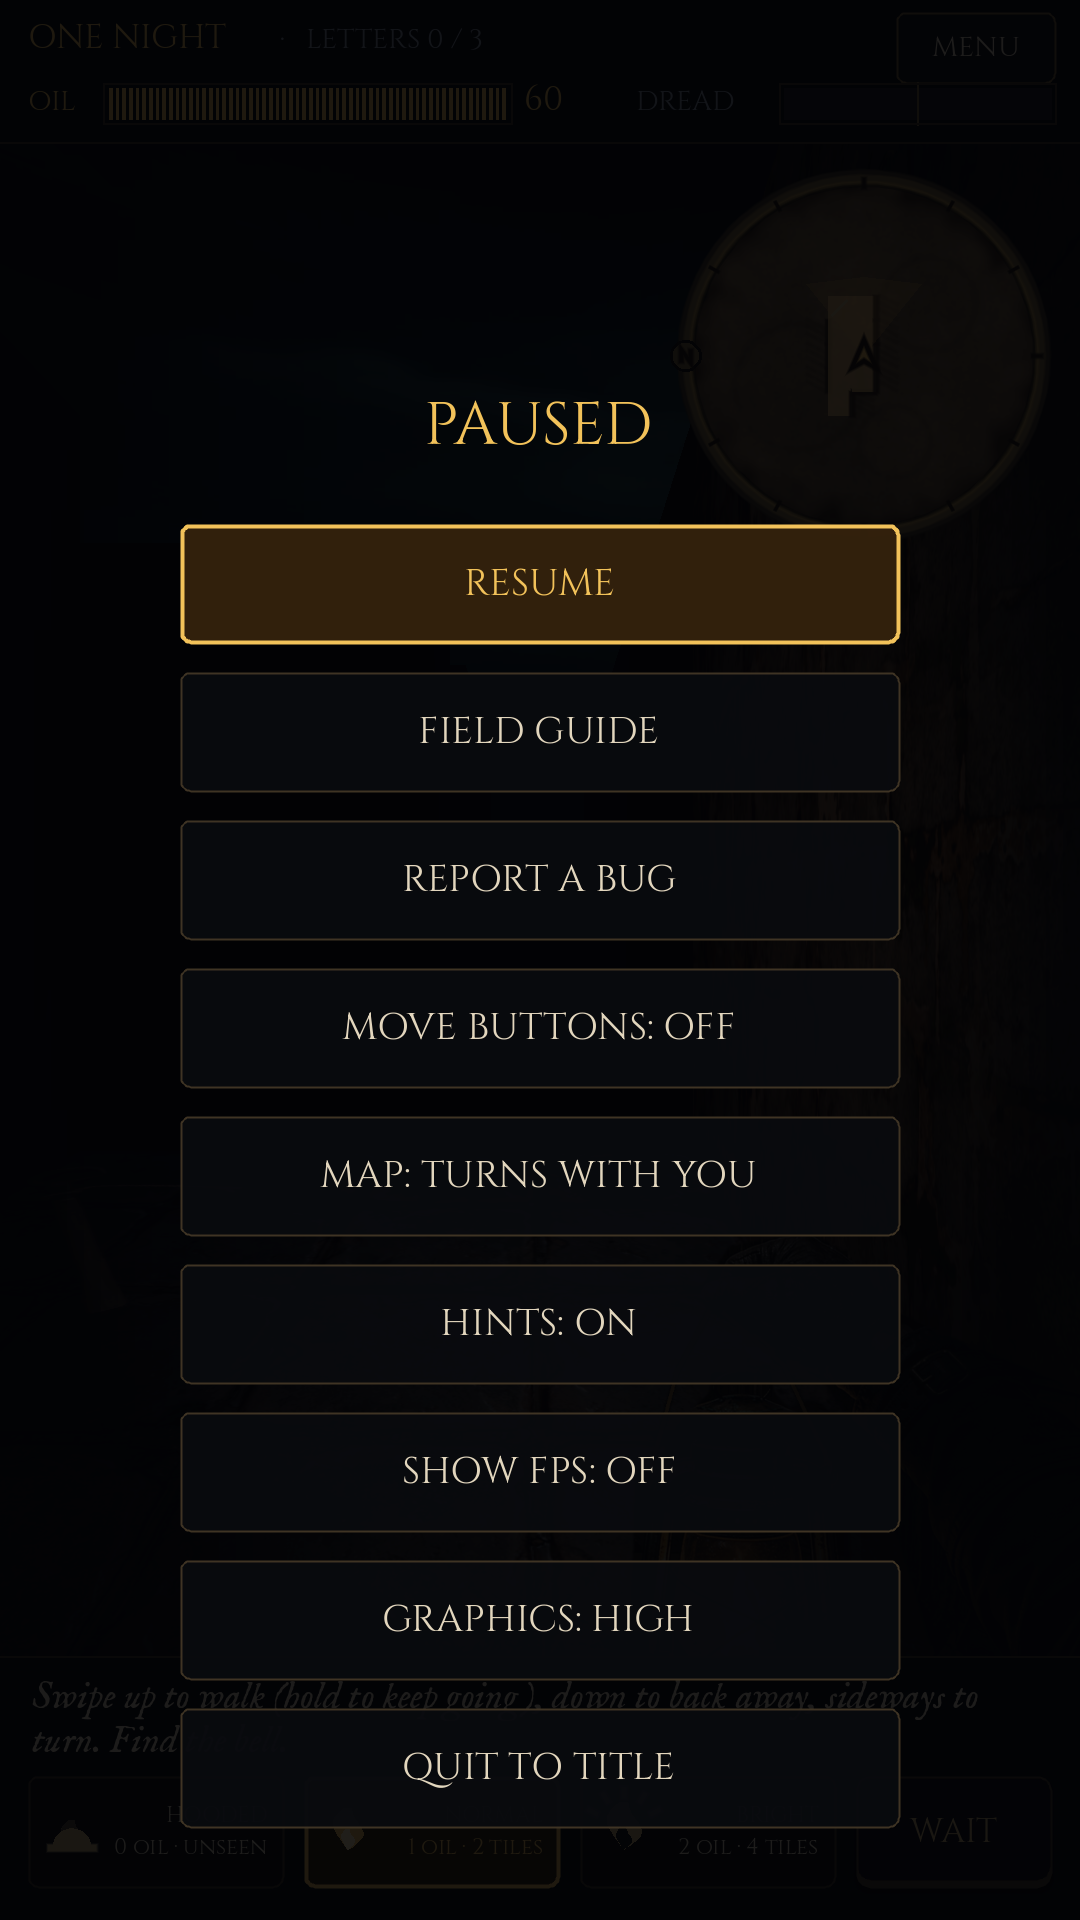 ONE NIGHT · LETTERS 0 / 3
MENU
OIL 60 DREAD
N
PAUSED
RESUME
FIELD GUIDE
REPORT A BUG
MOVE BUTTONS: OFF
MAP: TURNS WITH YOU
HINTS: ON
SHOW FPS: OFF
GRAPHICS: HIGH
Swipe up to walk (hold to keep going), down to back away, sideways to
turn. Find
QUIT TO TITLE
0 OIL · UNSEEN
1 OIL · 2 TILES
2 OIL · 4 TILES
WAIT